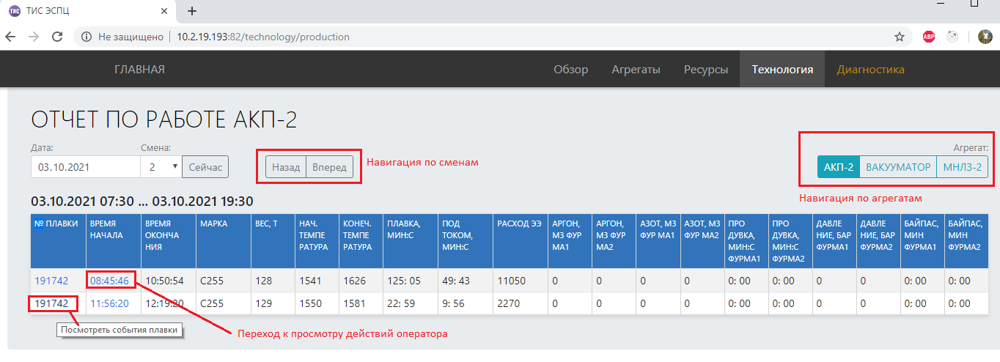 ТИС ЭСПЦ
Не защищено 10.2.19.193:82/technology/production
ABP
ГЛАВНАЯ Обзор Агрегаты Ресурсы Технология Диагностика
ОТЧЕТ ПО РАБОТЕ АКП-2
Дата: Смена: Агрегат:
03.10.2021 2 Сейчас Назад Вперед Навигация по сменам АКП-2 ВАКУУМАТОР МНЛЗ-2
Навигация по агрегатам
03.10.2021 07:30 ... 03.10.2021 19:30
№ ПЛАВКИ ВРЕМЯ ВРЕМЯ МАРКА ВЕС, Т НАЧ. КОНЕЧ. ПЛАВКА, ПОД РАСХОД ЭЭ АРГОН, АРГОН, АЗОТ, М3 АЗОТ, М3 ПРО ПРО ДАВЛЕ ДАВЛЕ БАЙПАС, БАЙПАС,
НАЧАЛА ОКОНЧА ТЕМПЕ ТЕМПЕ МИН:С ТОКОМ, М3 ФУР М3 ФУР ФУР МА1 ФУР МА2 ДУВКА, ДУВКА, НИЕ, БАР НИЕ, БАР МИН МИН
НИЯ РАТУРА РАТУРА МИН:С МА1 МА2 МИН:С МИН:С ФУРМА1 ФУРМА2 ФУРМА1 ФУРМА2
ФУРМА1 ФУРМА2
191742 08:45:46 10:50:54 С255 128 1541 1626 125: 05 49: 43 11050 0 0 0 0 0: 00 0: 00 0 0 0: 00 0: 00
191742 11:56:20 12:19:20 С255 129 1550 1581 22: 59 9: 56 2270 0 0 0 0 0: 00 0: 00 0 0 0: 00 0: 00
Посмотреть события плавки
Переход к просмотру действий оператора